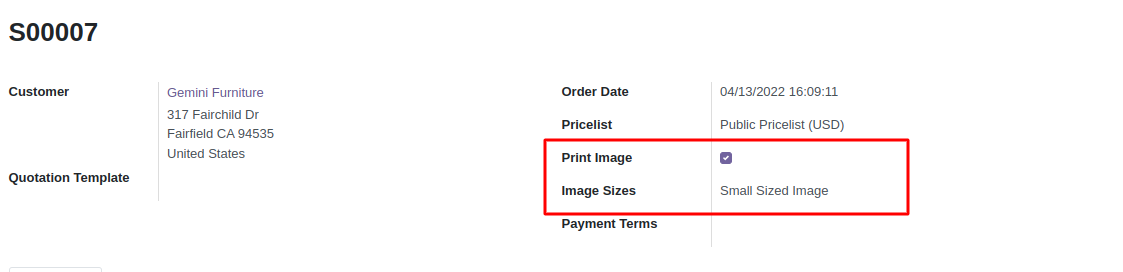 S00007
Customer
Gemini Furniture
317 Fairchild Dr
Fairfield CA 94535
United States
Quotation Template
Order Date
04/13/2022 16:09:11
Pricelist
Public Pricelist (USD)
Print Image
Image Sizes
Small Sized Image
Payment Terms